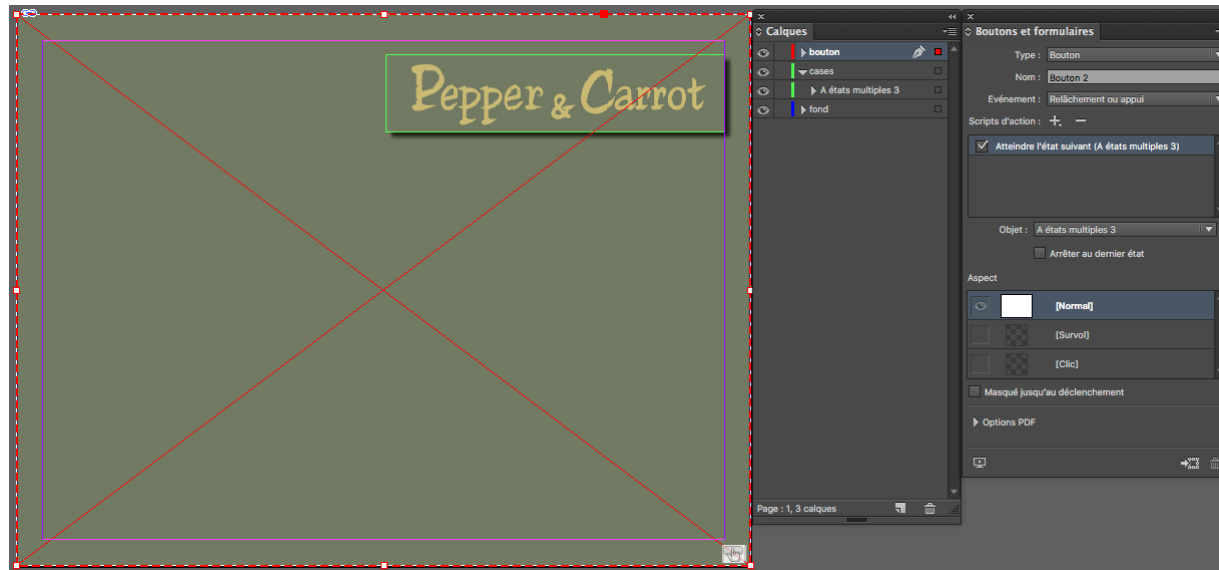 Pepper & Carrot
Calques
bouton
cases
A états multiples 3
fond
Page : 1, 3 calques
Boutons et formulaires
Type : Bouton
Nom : Bouton 2
Evénement : Relâchement ou appui
Scripts d'action :
Atteindre l'état suivant (A états multiples 3)
Objet : A états multiples 3
Arrêter au dernier état
Aspect
[Normal]
[Survol]
[Clic]
Masqué jusqu'au déclenchement
Options PDF